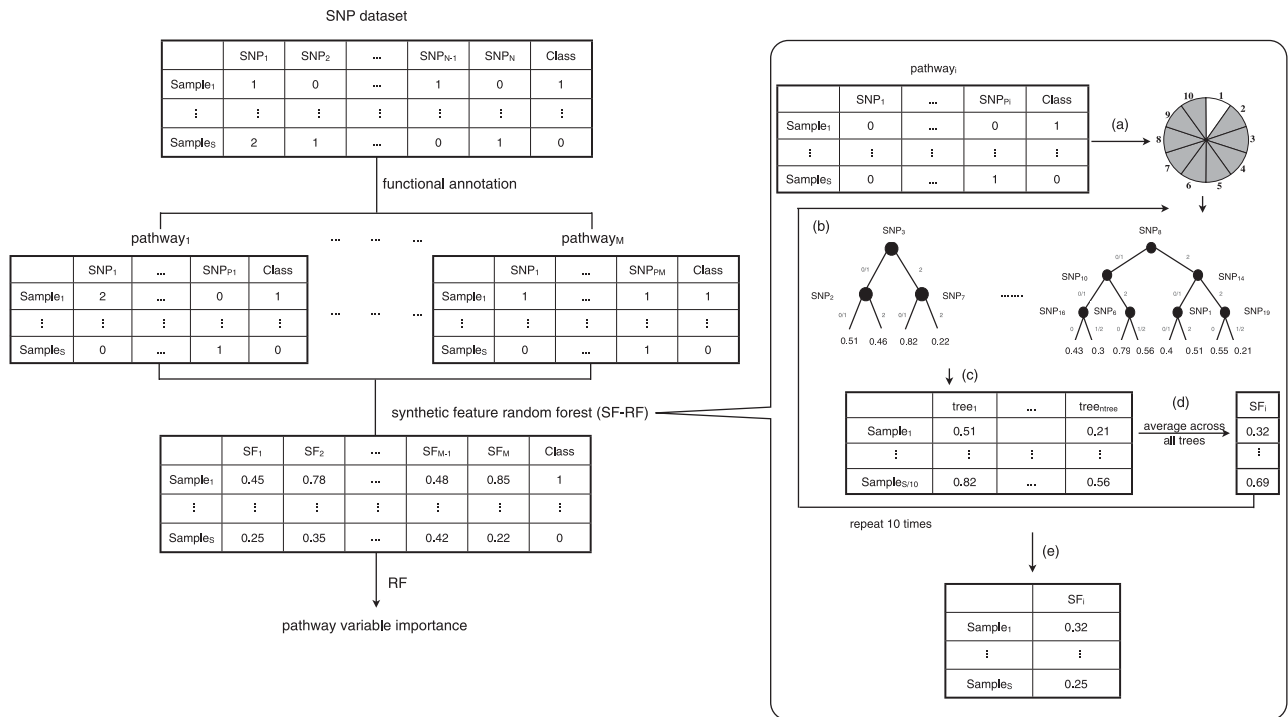 SNP dataset
SNP1 SNP2 ... SNPN-1 SNPN Class
Sample1 1 0 ... 1 0 1
⋮ ⋮ ⋮ ⋮ ⋮ ⋮ ⋮
SampleS 2 1 ... 0 1 0
functional annotation
pathway1 ... ... ... pathwayM
SNP1 ... SNPP1 Class
Sample1 2 ... 0 1
⋮ ⋮ ⋮ ⋮ ⋮
SampleS 0 ... 1 0
... ... ...
SNP1 ... SNPPM Class
Sample1 1 ... 1 1
⋮ ⋮ ⋮ ⋮ ⋮
SampleS 0 ... 1 0
synthetic feature random forest (SF-RF)
SF1 SF2 ... SFM-1 SFM Class
Sample1 0.45 0.78 ... 0.48 0.85 1
⋮ ⋮ ⋮ ⋮ ⋮ ⋮ ⋮
SampleS 0.25 0.35 ... 0.42 0.22 0
RF
pathway variable importance
pathwayi
SNP1 ... SNPPi Class
Sample1 0 ... 0 1
⋮ ⋮ ⋮ ⋮ ⋮
SampleS 0 ... 1 0
(a)
1
2
3
4
5
6
7
8
9
10
(b)
SNP3
0/1 2
SNP2 SNP7
0/1 2 0/1 2
0.51 0.46 0.82 0.22
.......
SNP8
0/1 2
SNP10 SNP14
0/1 2 0/1 2
SNP16 SNP6 SNP1 SNP19
0 1/2 0 1/2 0/1 2 0 1/2
0.43 0.3 0.79 0.56 0.4 0.51 0.55 0.21
(c)
tree1 ... treentree
Sample1 0.51 0.21
⋮ ⋮ ⋮ ⋮
SampleS/10 0.82 ... 0.56
(d)
average across
all trees
SFi
0.32
⋮
0.69
repeat 10 times
(e)
SFi
Sample1 0.32
⋮ ⋮
SampleS 0.25